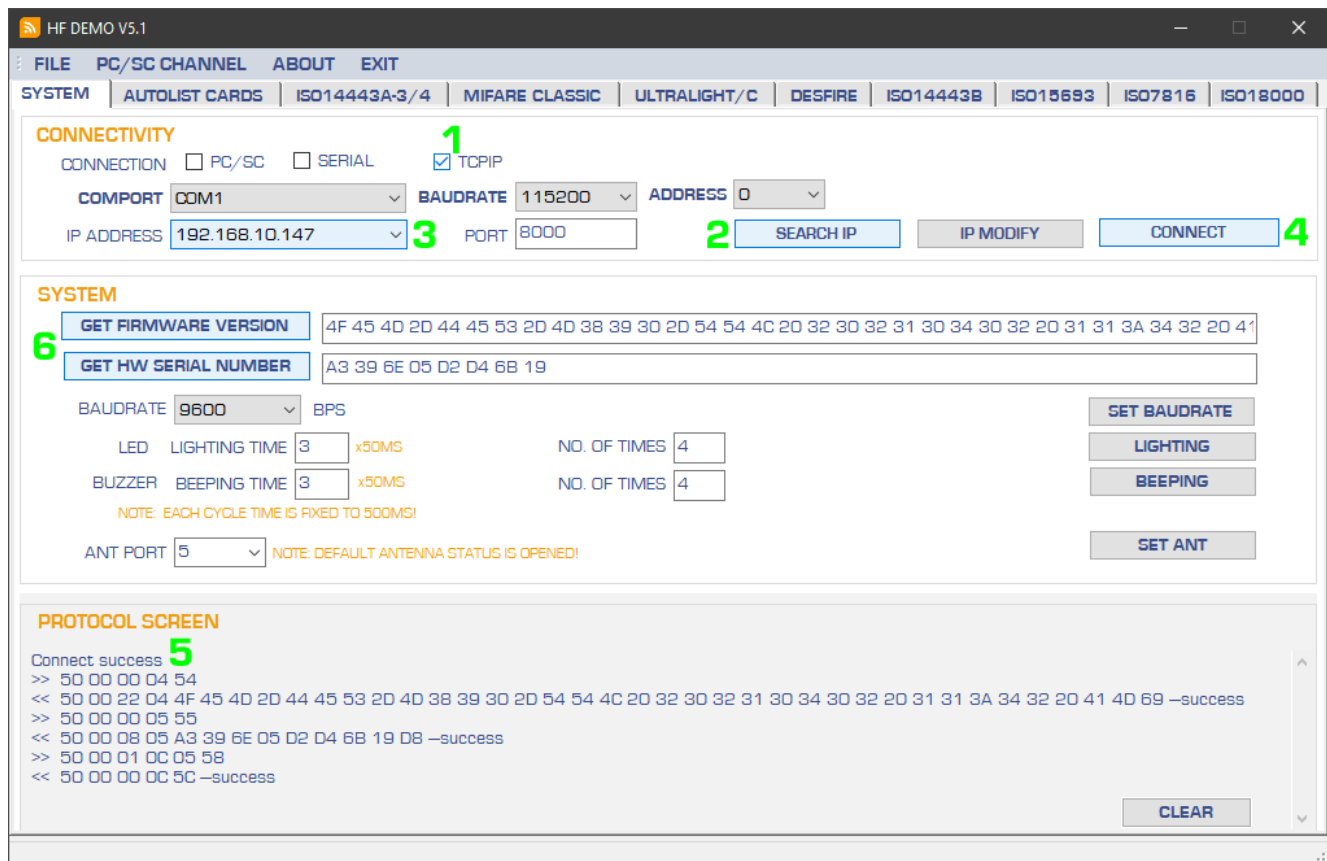 HF DEMO V5.1
FILE PC/SC CHANNEL ABOUT EXIT
SYSTEM AUTOLIST CARDS ISO14443A-3/4 MIFARE CLASSIC ULTRALIGHT/C DESFIRE ISO14443B ISO15693 ISO7816 ISO18000
CONNECTIVITY
1
CONNECTION PC/SC SERIAL TCPIP
COMPORT COM1 BAUDRATE 115200 ADDRESS 0
IP ADDRESS 192.168.10.147 3 PORT 8000 2 SEARCH IP IP MODIFY CONNECT 4
SYSTEM
GET FIRMWARE VERSION 4F 45 4D 2D 44 45 53 2D 4D 38 39 30 2D 54 54 4C 20 32 30 32 31 30 34 30 32 20 31 31 3A 34 32 20 41
6
GET HW SERIAL NUMBER A3 39 6E 05 D2 D4 6B 19
BAUDRATE 9600 BPS SET BAUDRATE
LED LIGHTING TIME 3 x50MS NO. OF TIMES 4 LIGHTING
BUZZER BEEPING TIME 3 x50MS NO. OF TIMES 4 BEEPING
NOTE: EACH CYCLE TIME IS FIXED TO 500MS!
ANT PORT 5 NOTE: DEFAULT ANTENNA STATUS IS OPENED! SET ANT
PROTOCOL SCREEN
Connect success 5
>> 50 00 00 04 54
<< 50 00 22 04 4F 45 4D 2D 44 45 53 2D 4D 38 39 30 2D 54 54 4C 20 32 30 32 31 30 34 30 32 20 31 31 3A 34 32 20 41 4D 69 —success
>> 50 00 00 05 55
<< 50 00 08 05 A3 39 6E 05 D2 D4 6B 19 D8 —success
>> 50 00 01 0C 05 58
<< 50 00 00 0C 5C —success
CLEAR